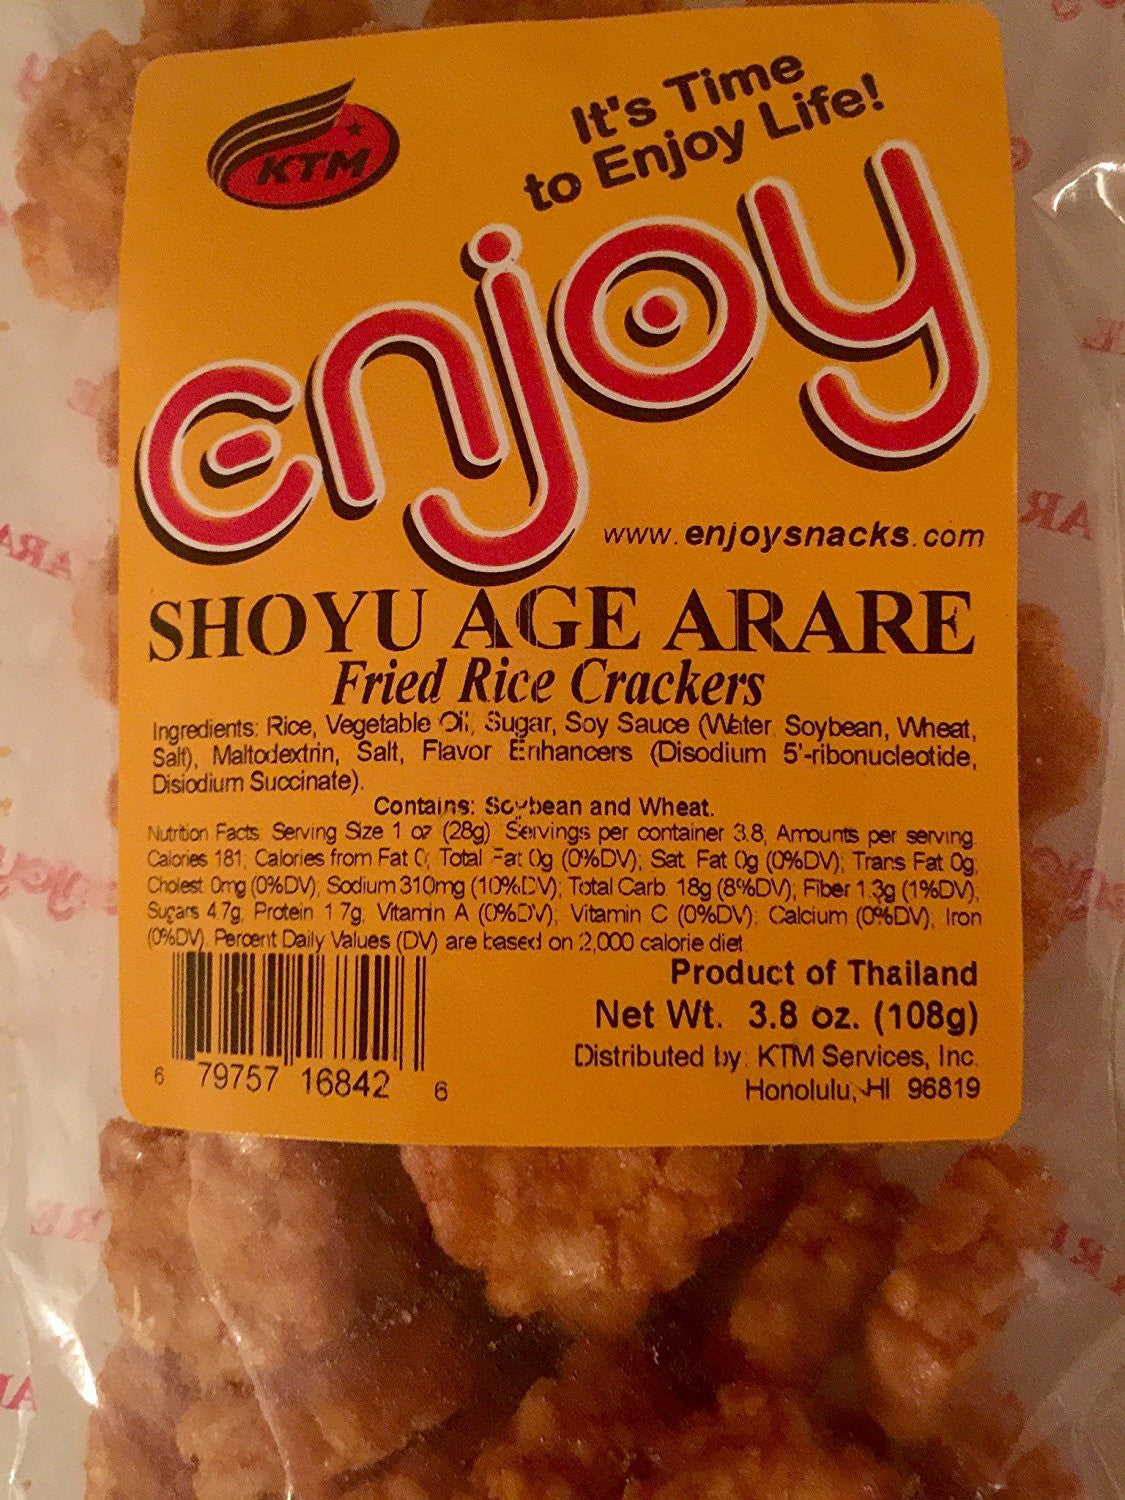 KTM
It's Time
to Enjoy Life!
enjoy
www.enjoysnacks.com
SHOYU AGE ARARE
Fried Rice Crackers
Ingredients: Rice, Vegetable Oil, Sugar, Soy Sauce (Water, Soybean, Wheat,
Salt), Maltodextrin, Salt, Flavor Enhancers (Disodium 5'-ribonucleotide,
Disiodium Succinate).
Contains: Soybean and Wheat.
Nutrition Facts: Serving Size 1 oz (28g) Servings per container 3.8; Amounts per serving.
Calories 181; Calories from Fat 0; Total Fat 0g (0%DV); Sat. Fat 0g (0%DV); Trans Fat 0g;
Cholest. 0mg (0%DV); Sodium 310mg (10%DV); Total Carb. 18g (8%DV); Fiber 1.3g (1%DV);
Sugars 4.7g; Protein 1.7g; Vitamin A (0%DV); Vitamin C (0%DV); Calcium (0%DV); Iron
(0%DV). Percent Daily Values (DV) are based on 2,000 calorie diet
Product of Thailand
Net Wt. 3.8 oz. (108g)
Distributed by: KTM Services, Inc.
Honolulu, HI 96819
6 79757 16842 6